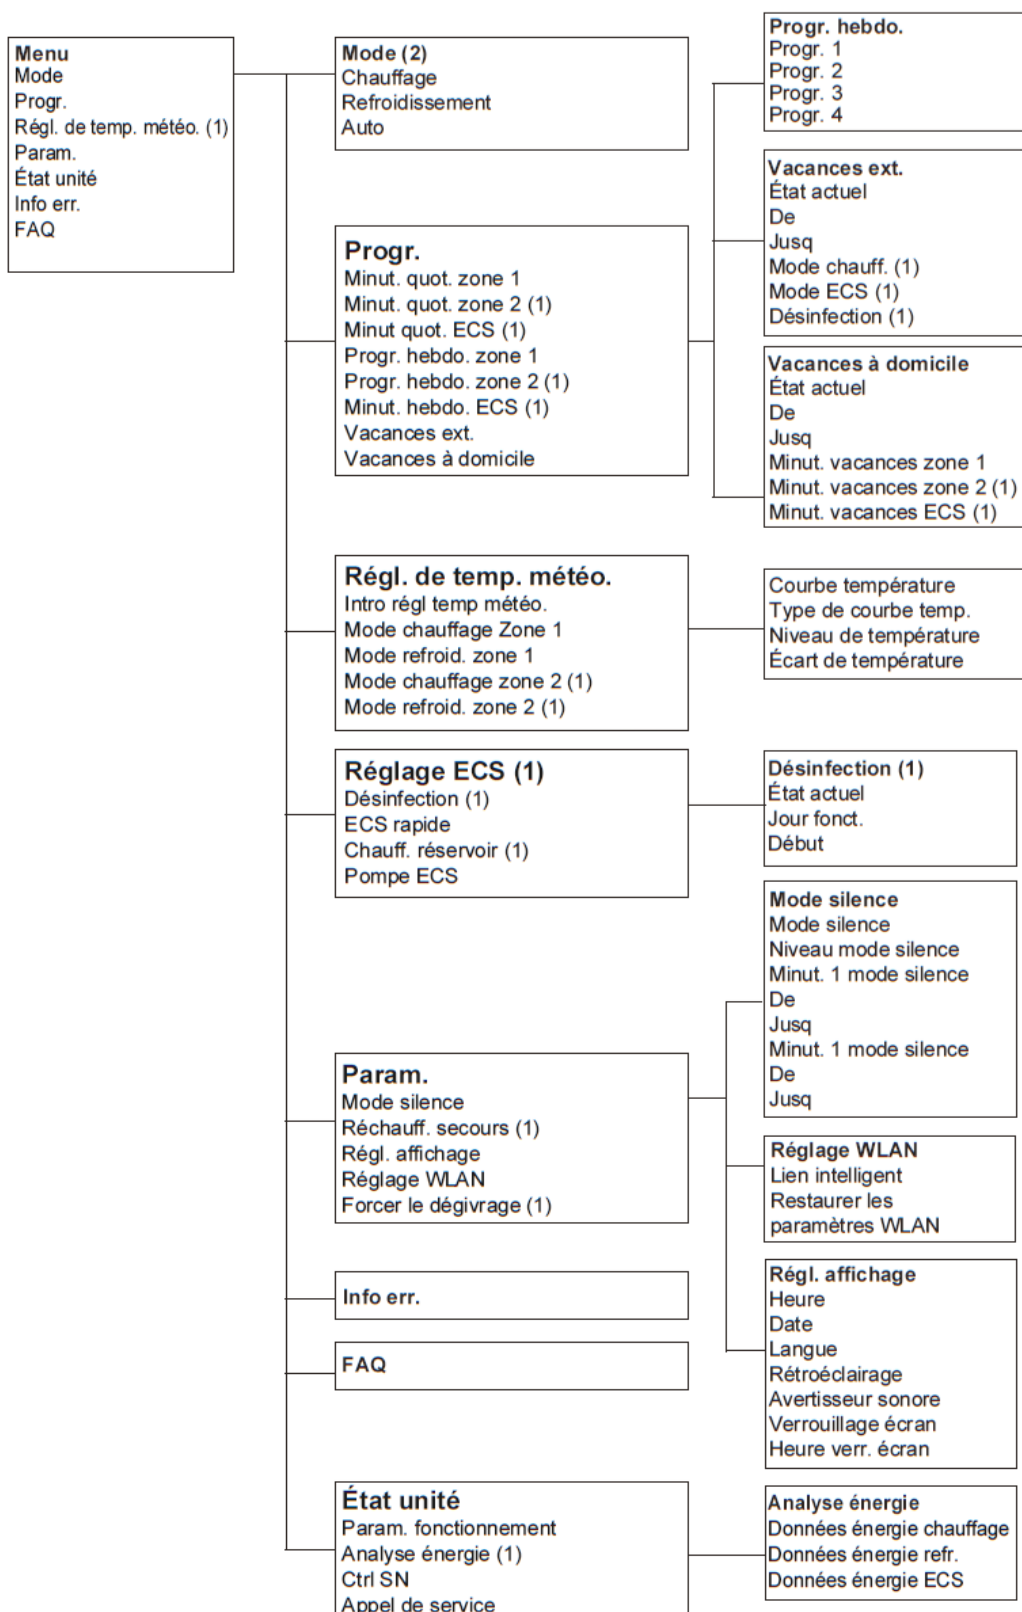 Menu
Mode
Progr.
Régl. de temp. météo. (1)
Param.
État unité
Info err.
FAQ
Mode (2)
Chauffage
Refroidissement
Auto
Progr.
Minut. quot. zone 1
Minut. quot. zone 2 (1)
Minut quot. ECS (1)
Progr. hebdo. zone 1
Progr. hebdo. zone 2 (1)
Minut. hebdo. ECS (1)
Vacances ext.
Vacances à domicile
Progr. hebdo.
Progr. 1
Progr. 2
Progr. 3
Progr. 4
Vacances ext.
État actuel
De
Jusq
Mode chauff. (1)
Mode ECS (1)
Désinfection (1)
Vacances à domicile
État actuel
De
Jusq
Minut. vacances zone 1
Minut. vacances zone 2 (1)
Minut. vacances ECS (1)
Régl. de temp. météo.
Intro régl temp météo.
Mode chauffage Zone 1
Mode refroid. zone 1
Mode chauffage zone 2 (1)
Mode refroid. zone 2 (1)
Courbe température
Type de courbe temp.
Niveau de température
Écart de température
Réglage ECS (1)
Désinfection (1)
ECS rapide
Chauff. réservoir (1)
Pompe ECS
Désinfection (1)
État actuel
Jour fonct.
Début
Param.
Mode silence
Réchauff. secours (1)
Régl. affichage
Réglage WLAN
Forcer le dégivrage (1)
Mode silence
Mode silence
Niveau mode silence
Minut. 1 mode silence
De
Jusq
Minut. 1 mode silence
De
Jusq
Réglage WLAN
Lien intelligent
Restaurer les
paramètres WLAN
Régl. affichage
Heure
Date
Langue
Rétroéclairage
Avertisseur sonore
Verrouillage écran
Heure verr. écran
Info err.
FAQ
État unité
Param. fonctionnement
Analyse énergie (1)
Ctrl SN
Appel de service
Analyse énergie
Données énergie chauffage
Données énergie refr.
Données énergie ECS